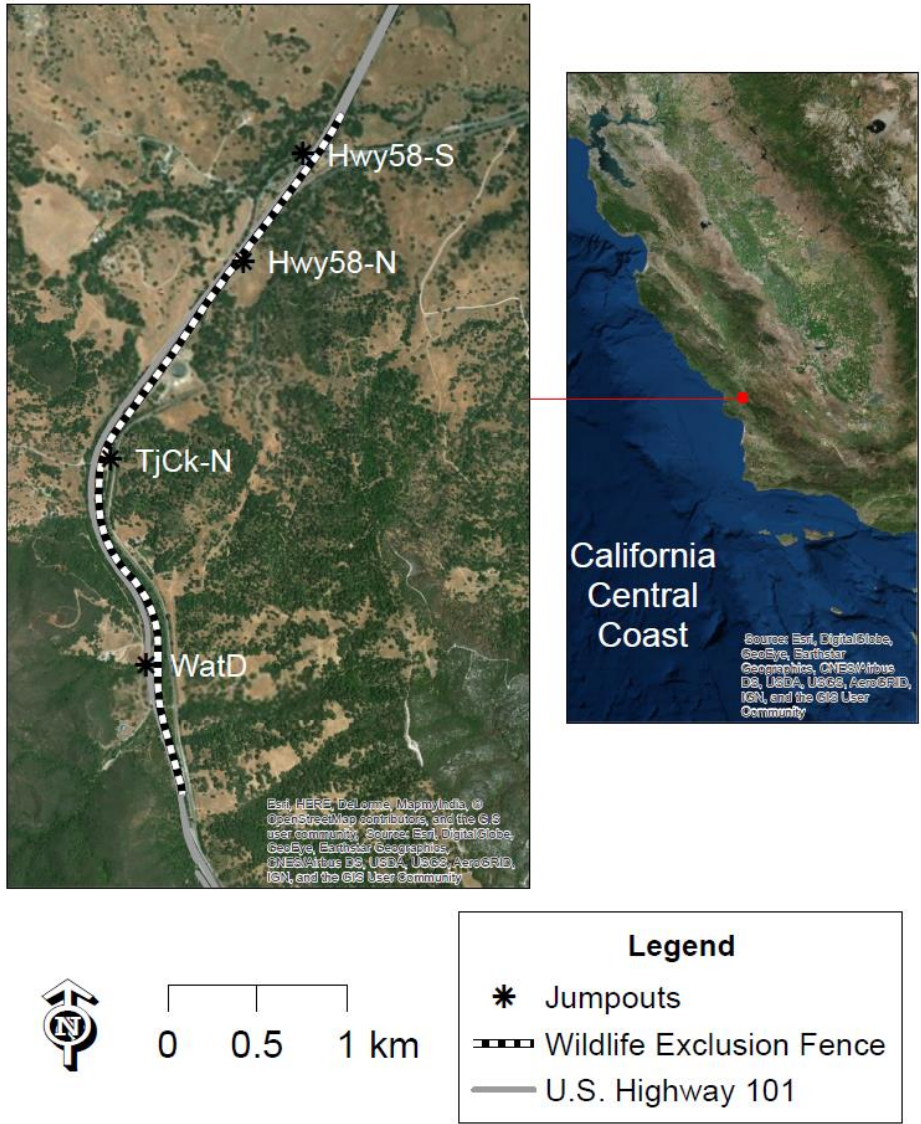 Hwy58-S
Hwy58-N
TjCk-N
WatD
Esri, HERE, DeLorme, MapmyIndia, ©
OpenStreetMap contributors, and the GIS
user community, Source: Esri, DigitalGlobe,
GeoEye, Earthstar Geographics,
CNES/Airbus DS, USDA, USGS, AeroGRID,
IGN, and the GIS User Community
California
Central
Coast
Source: Esri, DigitalGlobe,
GeoEye, Earthstar
Geographics, CNES/Airbus
DS, USDA, USGS, AeroGRID,
IGN, and the GIS User
Community
N
0 0.5 1 km
Legend
Jumpouts
Wildlife Exclusion Fence
U.S. Highway 101